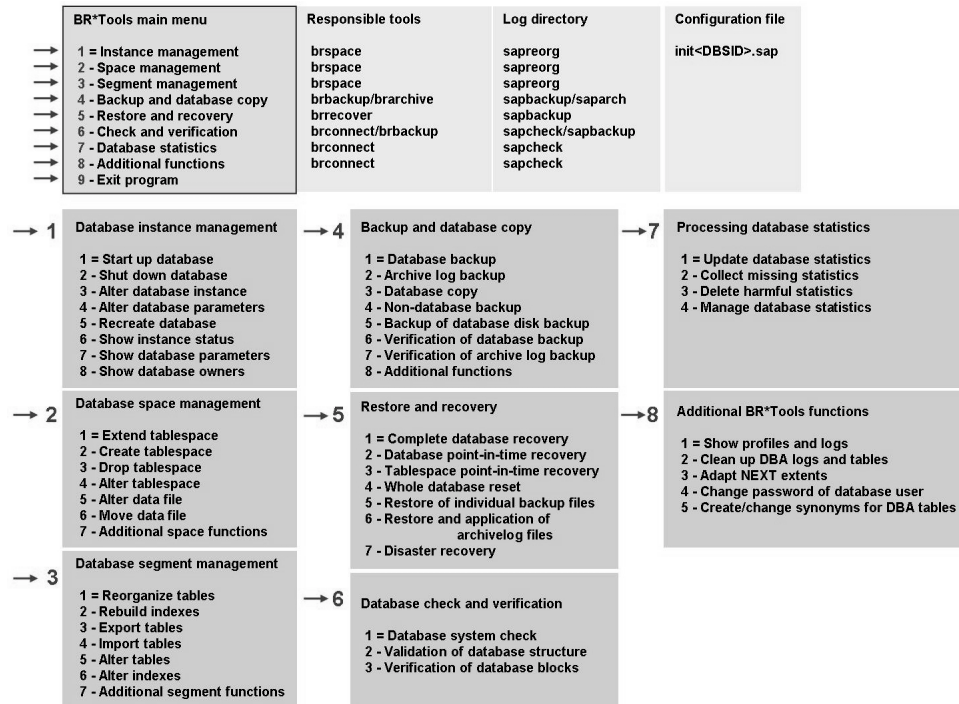 BR*Tools main menu
1 = Instance management
2 - Space management
3 - Segment management
4 - Backup and database copy
5 - Restore and recovery
6 - Check and verification
7 - Database statistics
8 - Additional functions
9 - Exit program
Responsible tools
brspace
brspace
brspace
brbackup/brarchive
brrecover
brconnect/brbackup
brconnect
brconnect
Log directory
sapreorg
sapreorg
sapreorg
sapbackup/saparch
sapbackup
sapcheck/sapbackup
sapcheck
sapcheck
Configuration file
init<DBSID>.sap
1
Database instance management
1 = Start up database
2 - Shut down database
3 - Alter database instance
4 - Alter database parameters
5 - Recreate database
6 - Show instance status
7 - Show database parameters
8 - Show database owners
2
Database space management
1 = Extend tablespace
2 - Create tablespace
3 - Drop tablespace
4 - Alter tablespace
5 - Alter data file
6 - Move data file
7 - Additional space functions
3
Database segment management
1 = Reorganize tables
2 - Rebuild indexes
3 - Export tables
4 - Import tables
5 - Alter tables
6 - Alter indexes
7 - Additional segment functions
4
Backup and database copy
1 = Database backup
2 - Archive log backup
3 - Database copy
4 - Non-database backup
5 - Backup of database disk backup
6 - Verification of database backup
7 - Verification of archive log backup
8 - Additional functions
5
Restore and recovery
1 = Complete database recovery
2 - Database point-in-time recovery
3 - Tablespace point-in-time recovery
4 - Whole database reset
5 - Restore of individual backup files
6 - Restore and application of
archivelog files
7 - Disaster recovery
6
Database check and verification
1 = Database system check
2 - Validation of database structure
3 - Verification of database blocks
7
Processing database statistics
1 = Update database statistics
2 - Collect missing statistics
3 - Delete harmful statistics
4 - Manage database statistics
8
Additional BR*Tools functions
1 = Show profiles and logs
2 - Clean up DBA logs and tables
3 - Adapt NEXT extents
4 - Change password of database user
5 - Create/change synonyms for DBA tables